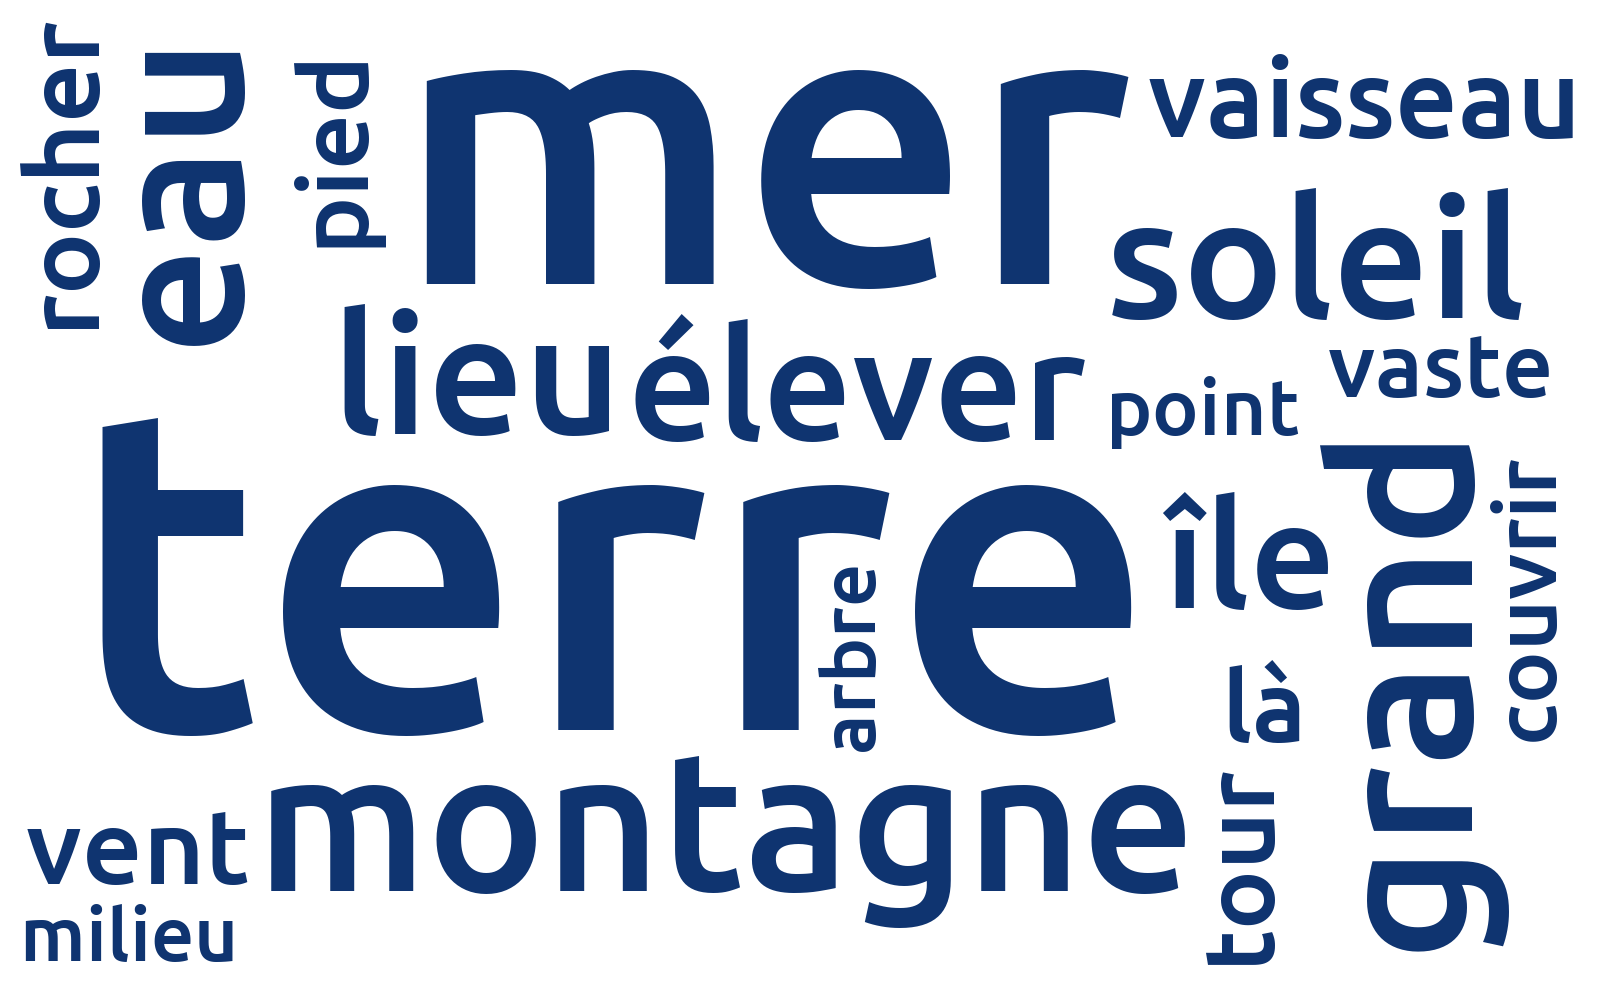 rocher
eau
pied
mer
vaisseau
soleil
lieu
élever
point
vaste
terre
arbre
île
grand
couvrir
là
montagne
tour
vent
milieu